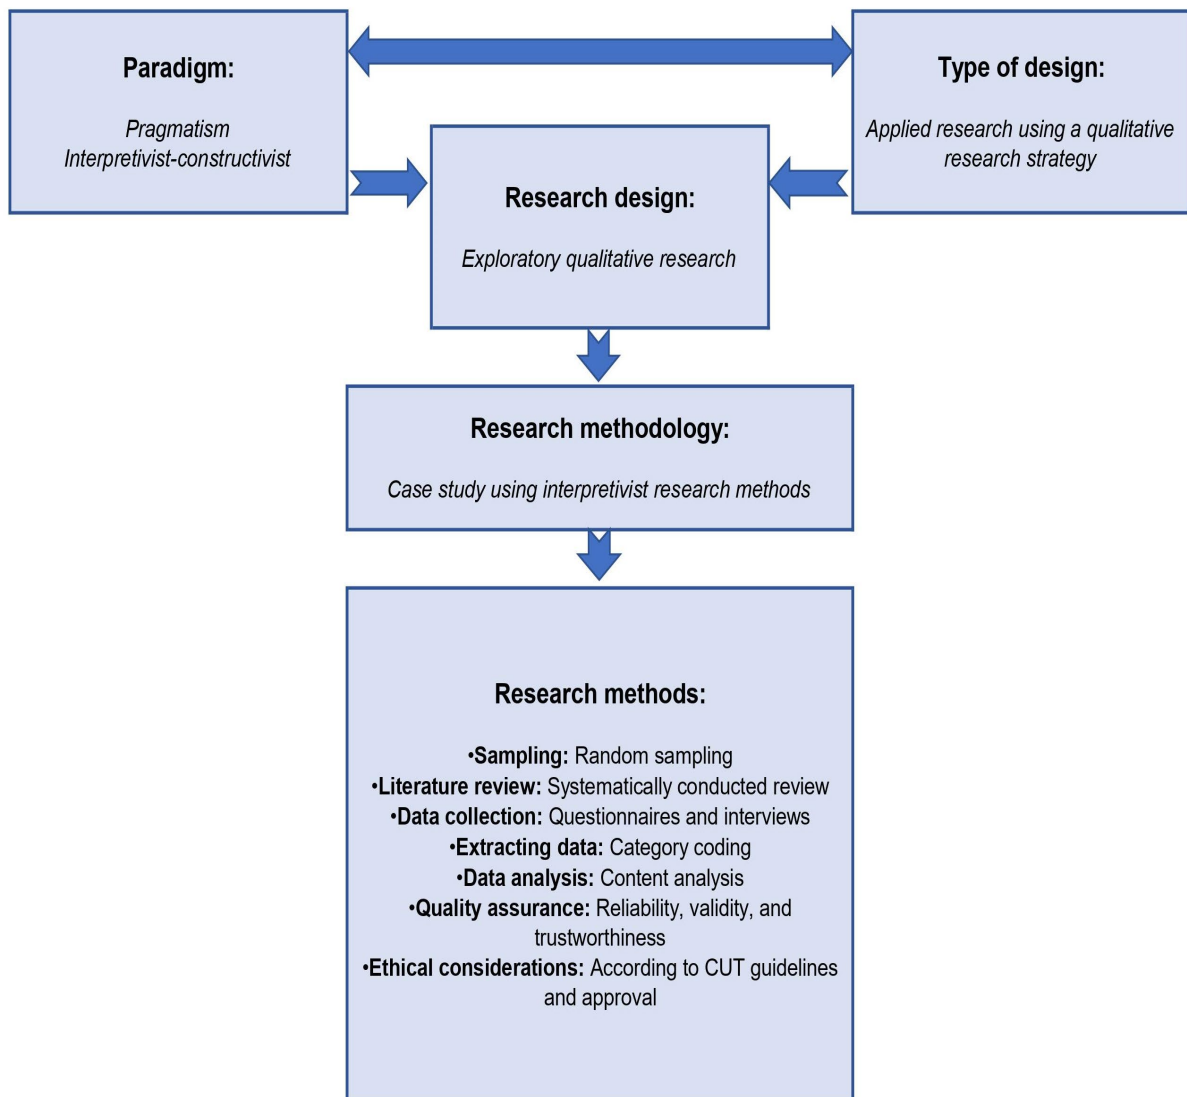 Paradigm:
Pragmatism
Interpretivist-constructivist
Type of design:
Applied research using a qualitative
research strategy
Research design:
Exploratory qualitative research
Research methodology:
Case study using interpretivist research methods
Research methods:
•Sampling: Random sampling
•Literature review: Systematically conducted review
•Data collection: Questionnaires and interviews
•Extracting data: Category coding
•Data analysis: Content analysis
•Quality assurance: Reliability, validity, and
trustworthiness
•Ethical considerations: According to CUT guidelines
and approval